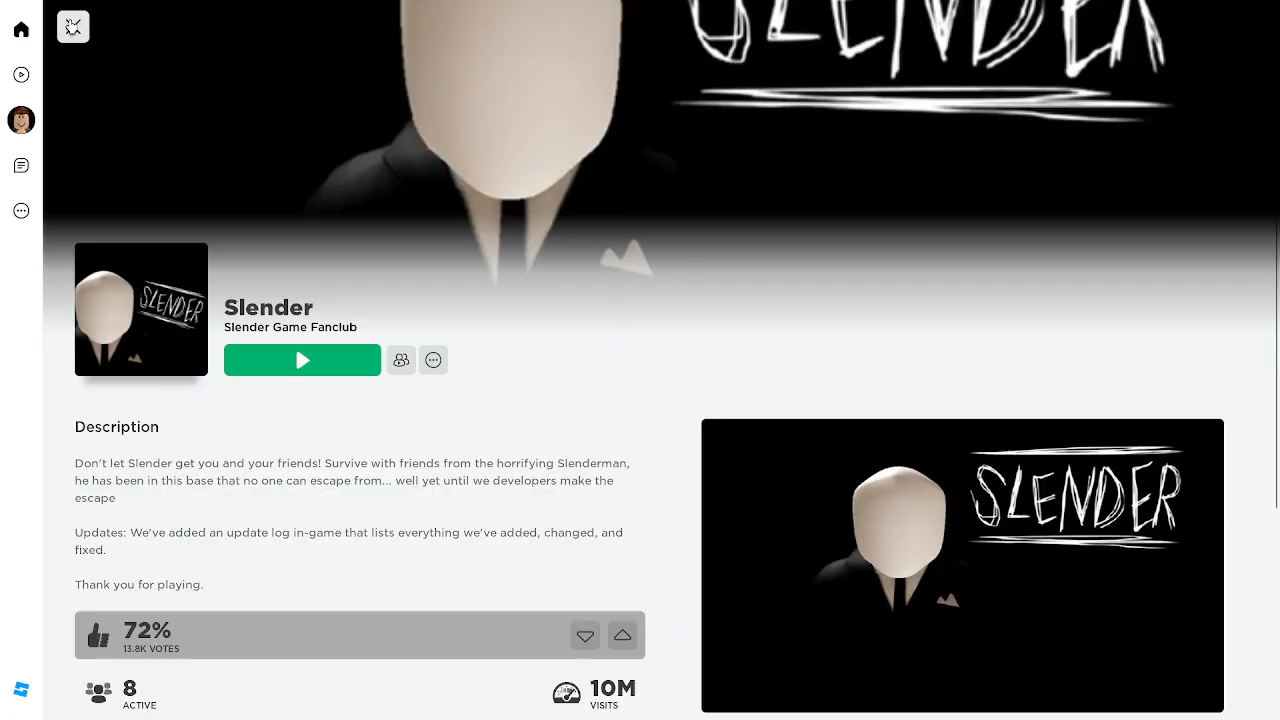 SLENDER
SLENDER
Slender
Slender Game Fanclub
Description
Don't let Slender get you and your friends! Survive with friends from the horrifying Slenderman,
he has been in this base that no one can escape from... well yet until we developers make the
escape
Updates: We've added an update log in-game that lists everything we've added, changed, and
fixed.
Thank you for playing.
SLENDER
72%
13.8K VOTES
8
ACTIVE
10M
VISITS